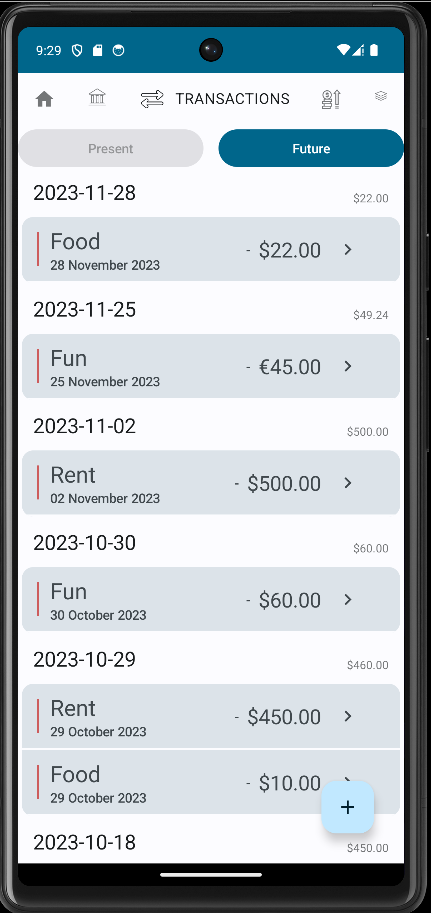 9:29
TRANSACTIONS
Present
Future
2023-11-28
$22.00
Food
28 November 2023
- $22.00
2023-11-25
$49.24
Fun
25 November 2023
- €45.00
2023-11-02
$500.00
Rent
02 November 2023
- $500.00
2023-10-30
$60.00
Fun
30 October 2023
- $60.00
2023-10-29
$460.00
Rent
29 October 2023
- $450.00
Food
29 October 2023
- $10.00
+
2023-10-18
$450.00